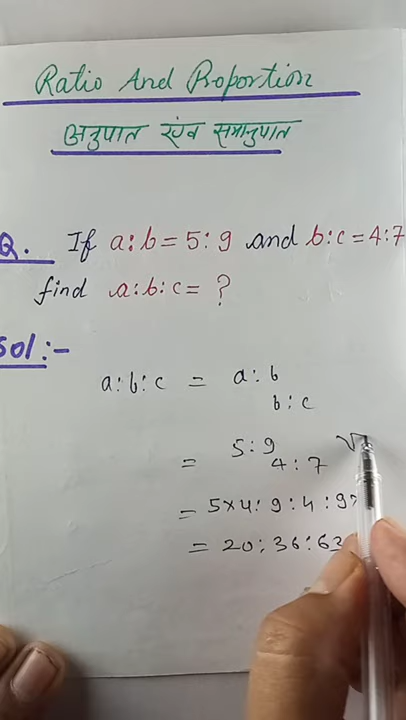 Ratio And Proportion
अनुपात एंव समानुपात
Q. If a:b=5:9 and b:c=4:7
find a:b:c= ?
Sol:-
a:b:c = a:b
b:c
= 5:9
4:7
= 5×4:9:4:9×
= 20:36:63